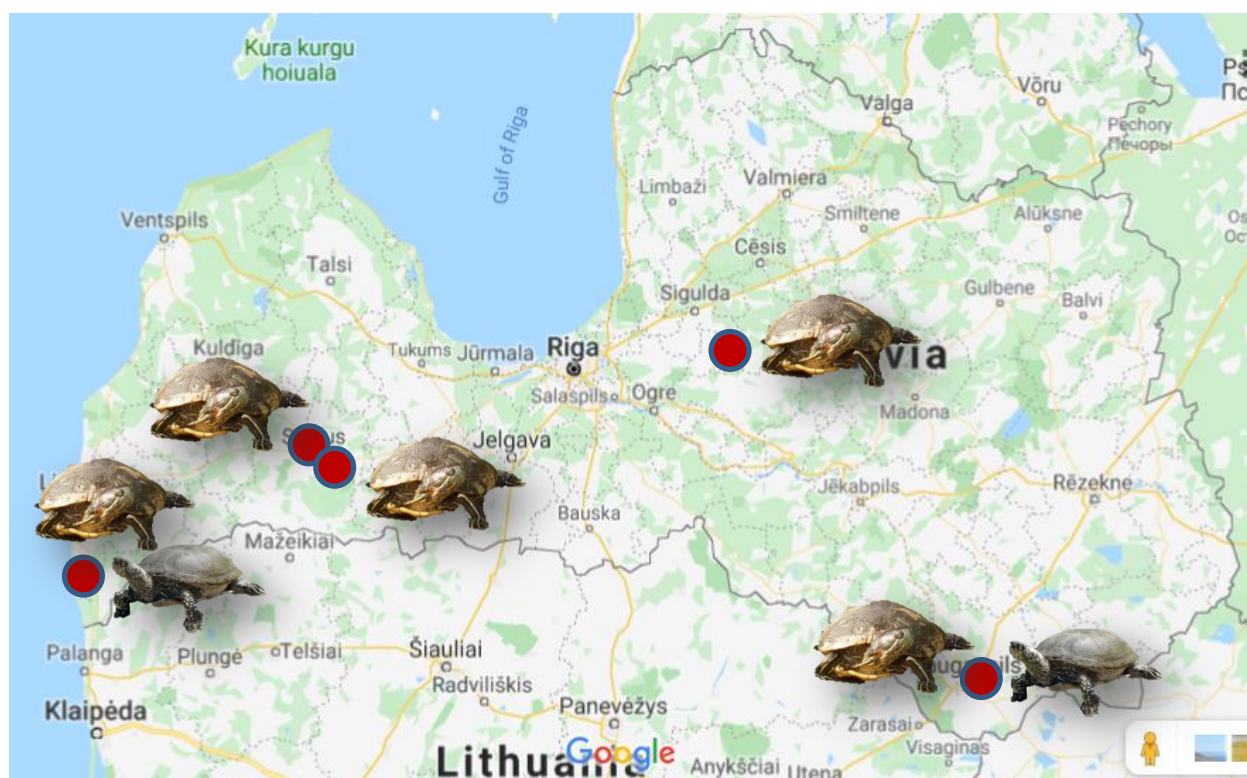 Kura kurgu
hoiuala
Gulf of Riga
Valga
Võru
Pechory
Печоры
Limbaži
Valmiera
Smiltene
Alūksne
Ventspils
Talsi
Cēsis
Sigulda
Gulbene
Balvi
Kuldīga
Tukums
Jūrmala
Riga
via
Salaspils
Ogre
Madona
Jelgava
Jēkabpils
Rēzekne
Bauska
Mažeikiai
Palanga
Plungė
Telšiai
Šiauliai
Radviliškis
Klaipėda
Panevėžys
Zarasai
Visaginas
Lithuania
Google
Anykščiai
Utena